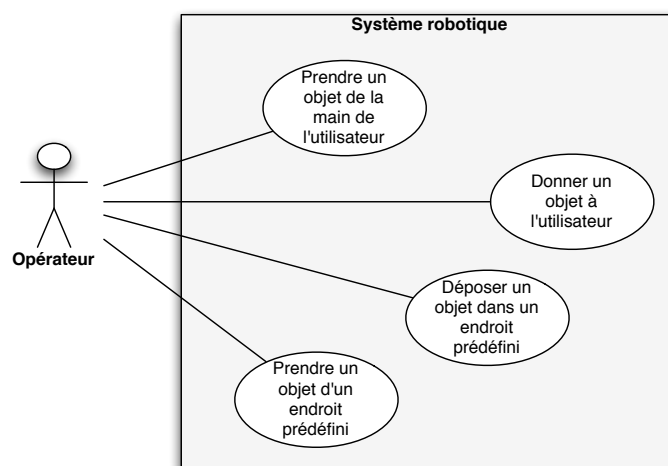 Système robotique
Prendre un
objet de la
main de
l'utilisateur
Donner un
objet à
l'utilisateur
Opérateur
Déposer un
objet dans un
endroit
prédéfini
Prendre un
objet d'un
endroit
prédéfini